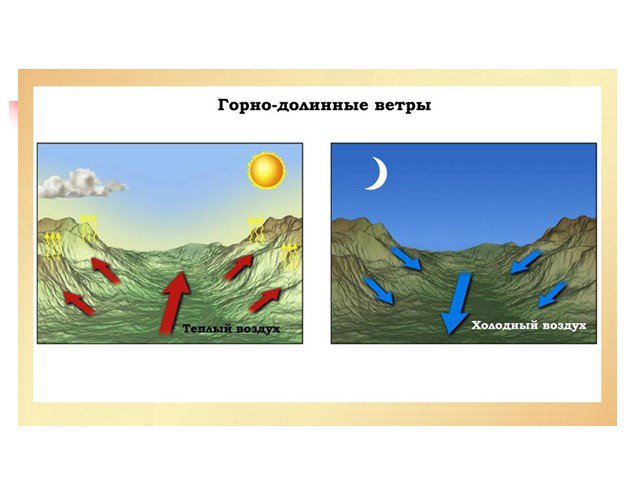 Горно-долинные ветры
Теплый воздух
Холодный воздух